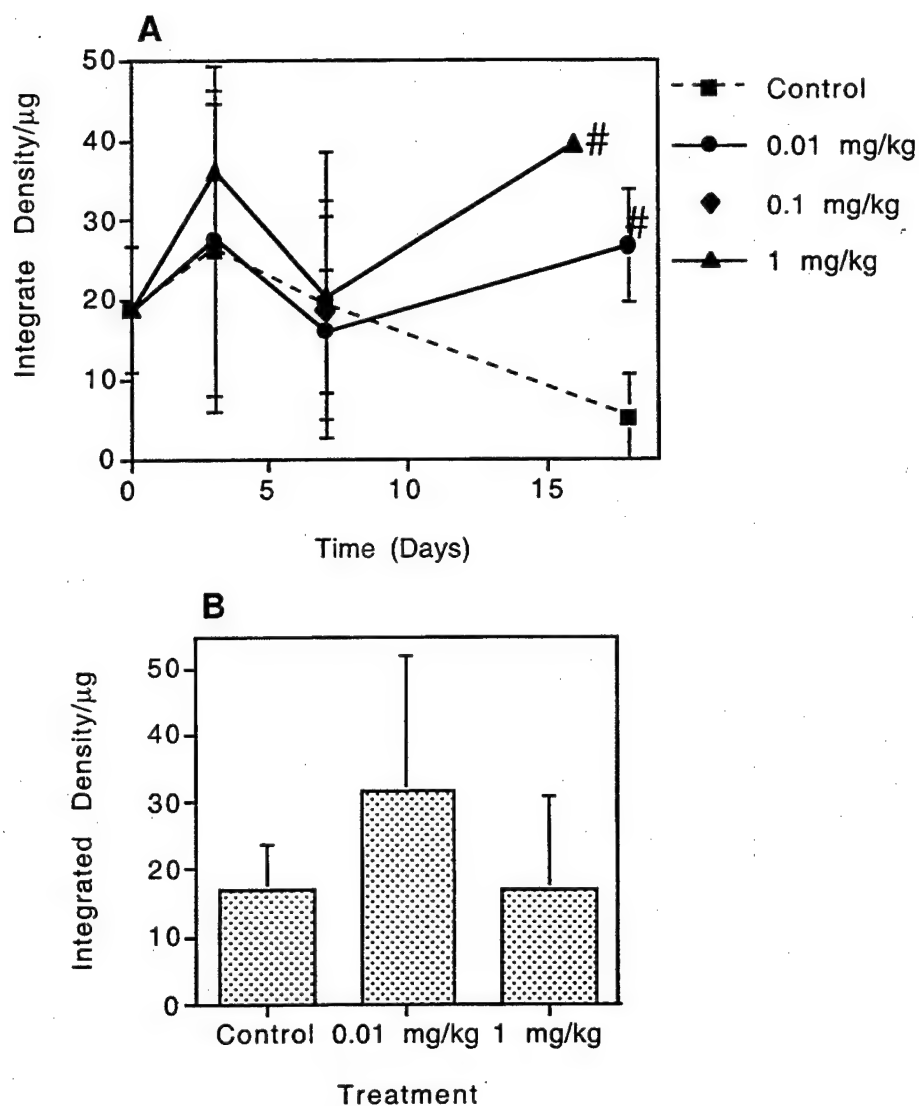 A
Integrate Density/µg
50
40
30
20
10
0
0 5 10 15
Time (Days)
#
#
Control
0.01 mg/kg
0.1 mg/kg
1 mg/kg
B
Integrated Density/µg
50
40
30
20
10
0
Control 0.01 mg/kg 1 mg/kg
Treatment